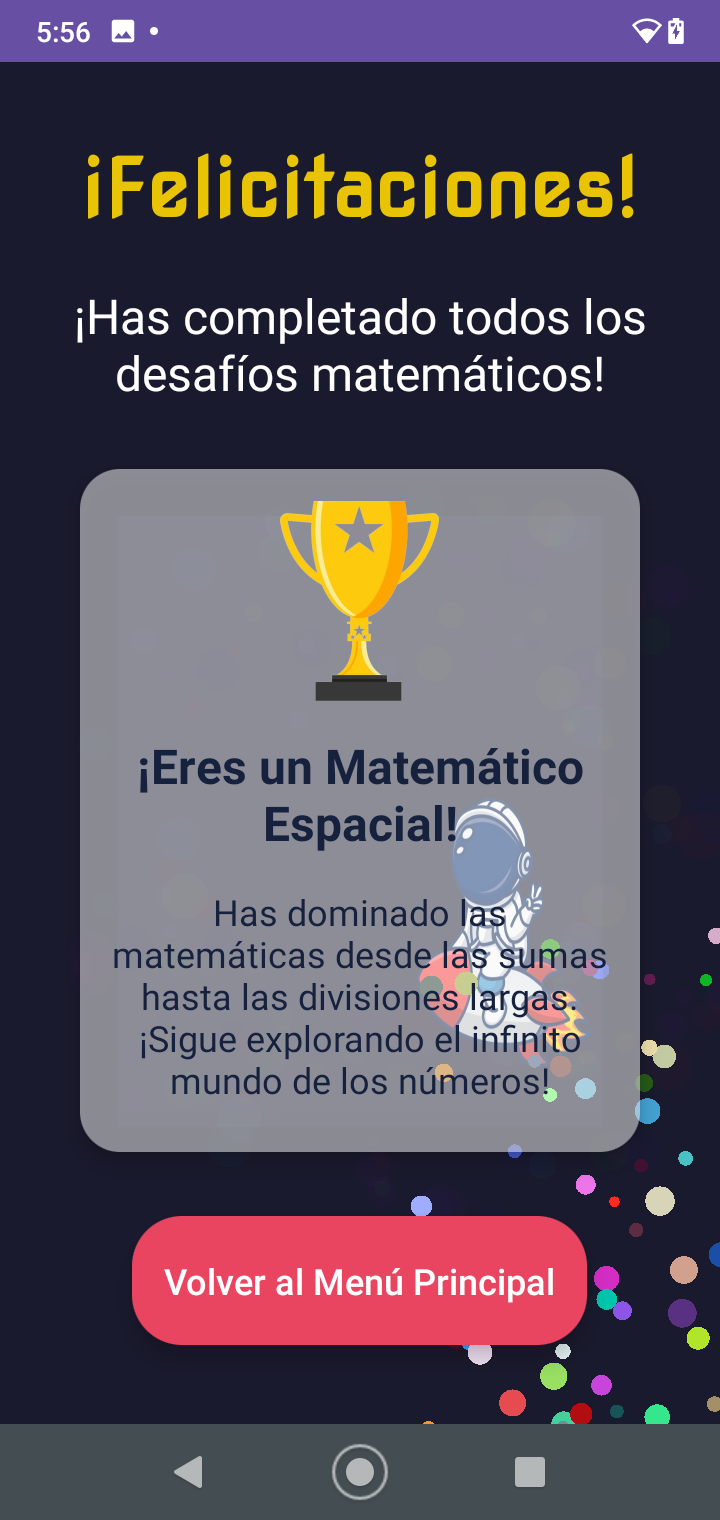 5:56
¡Felicitaciones!
¡Has completado todos los
desafíos matemáticos!
¡Eres un Matemático
Espacial!
Has dominado las
matemáticas desde las sumas
hasta las divisiones largas.
¡Sigue explorando el infinito
mundo de los números!
Volver al Menú Principal